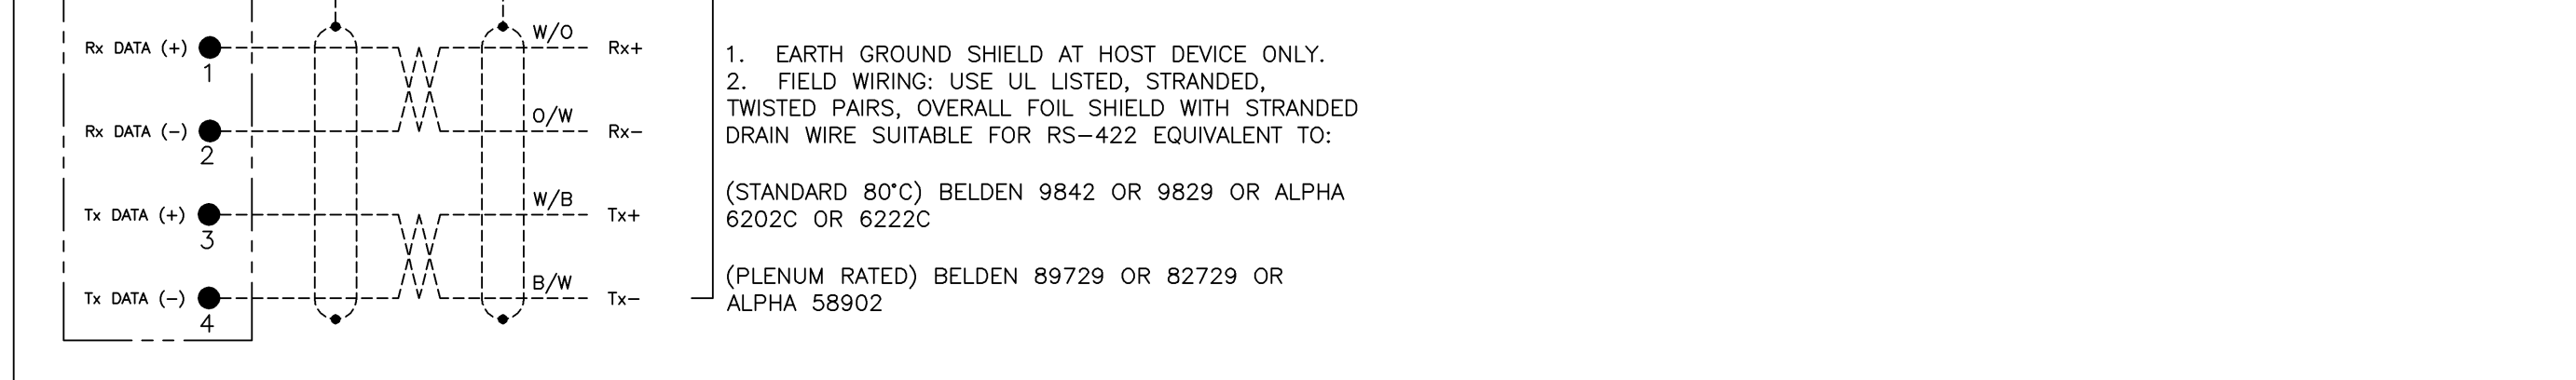 Rx DATA (+) 1 W/O Rx+
Rx DATA (-) 2 O/W Rx-
Tx DATA (+) 3 W/B Tx+
Tx DATA (-) 4 B/W Tx-
1. EARTH GROUND SHIELD AT HOST DEVICE ONLY.
2. FIELD WIRING: USE UL LISTED, STRANDED,
TWISTED PAIRS, OVERALL FOIL SHIELD WITH STRANDED
DRAIN WIRE SUITABLE FOR RS-422 EQUIVALENT TO:
(STANDARD 80°C) BELDEN 9842 OR 9829 OR ALPHA
6202C OR 6222C
(PLENUM RATED) BELDEN 89729 OR 82729 OR
ALPHA 58902